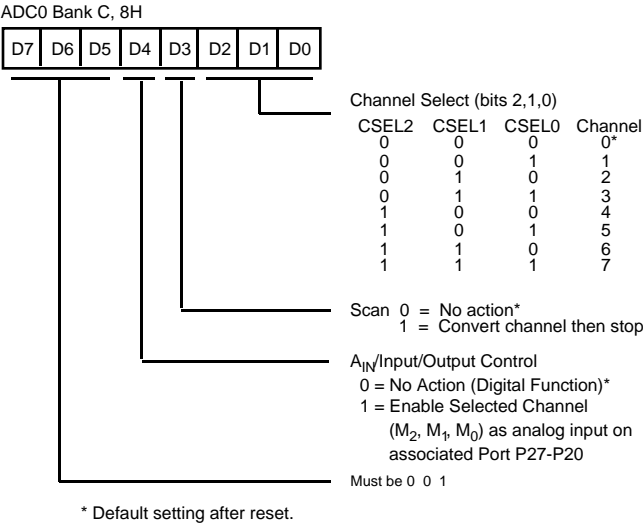 ADC0 Bank C, 8H
D7 D6 D5 D4 D3 D2 D1 D0
Channel Select (bits 2,1,0)
CSEL2 CSEL1 CSEL0 Channel
0 0 0 0*
0 0 1 1
0 1 0 2
0 1 1 3
1 0 0 4
1 0 1 5
1 1 0 6
1 1 1 7
Scan 0 = No action*
1 = Convert channel then stop
AIN/Input/Output Control
0 = No Action (Digital Function)*
1 = Enable Selected Channel
(M2, M1, M0) as analog input on
associated Port P27-P20
Must be 0 0 1
* Default setting after reset.